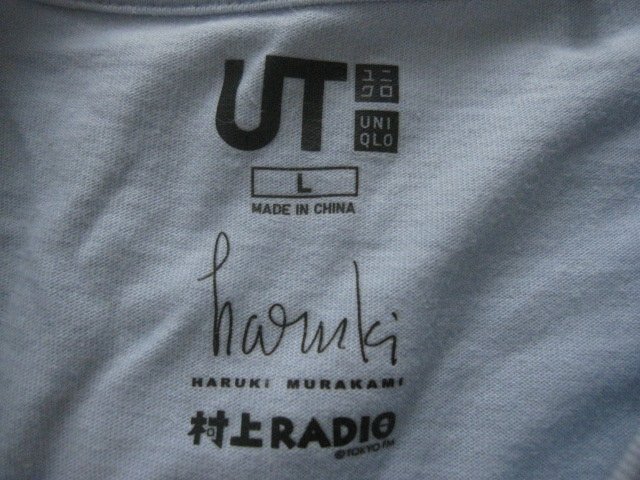 UT
ユニ
クロ
UNI
QLO
L
MADE IN CHINA
haruki
HARUKI MURAKAMI
村上RADIO
©TOKYO FM